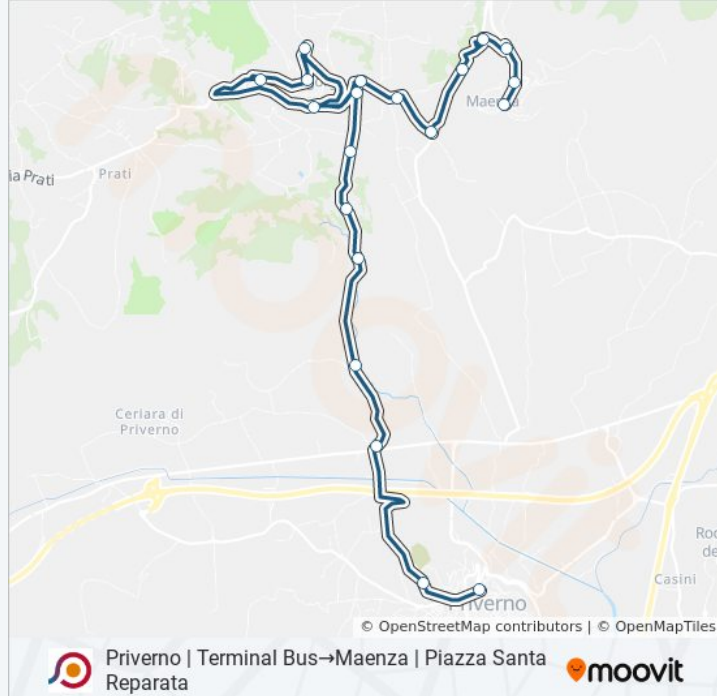 Maenza
ia Prati
Prati
Ceriara di
Priverno
Casini
Priverno
© OpenStreetMap contributors | © OpenMapTiles
Priverno | Terminal Bus→Maenza | Piazza Santa
Reparata
moovit